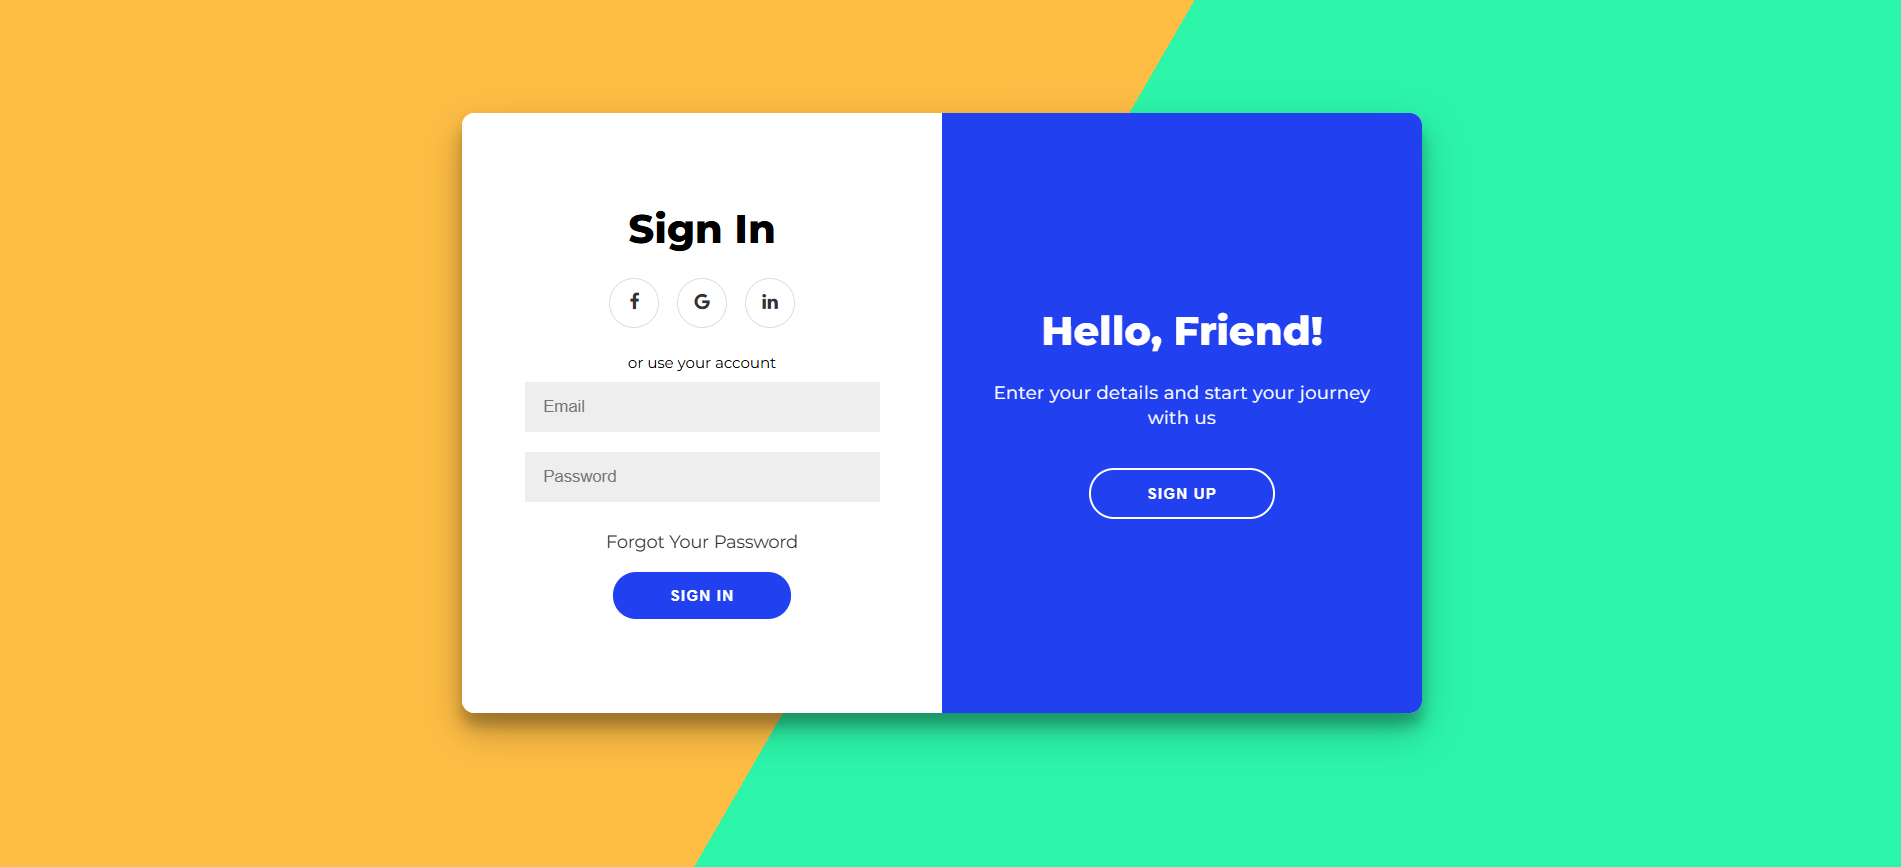 Sign In
or use your account
Email
Password
Forgot Your Password
SIGN IN
Hello, Friend!
Enter your details and start your journey
with us
SIGN UP